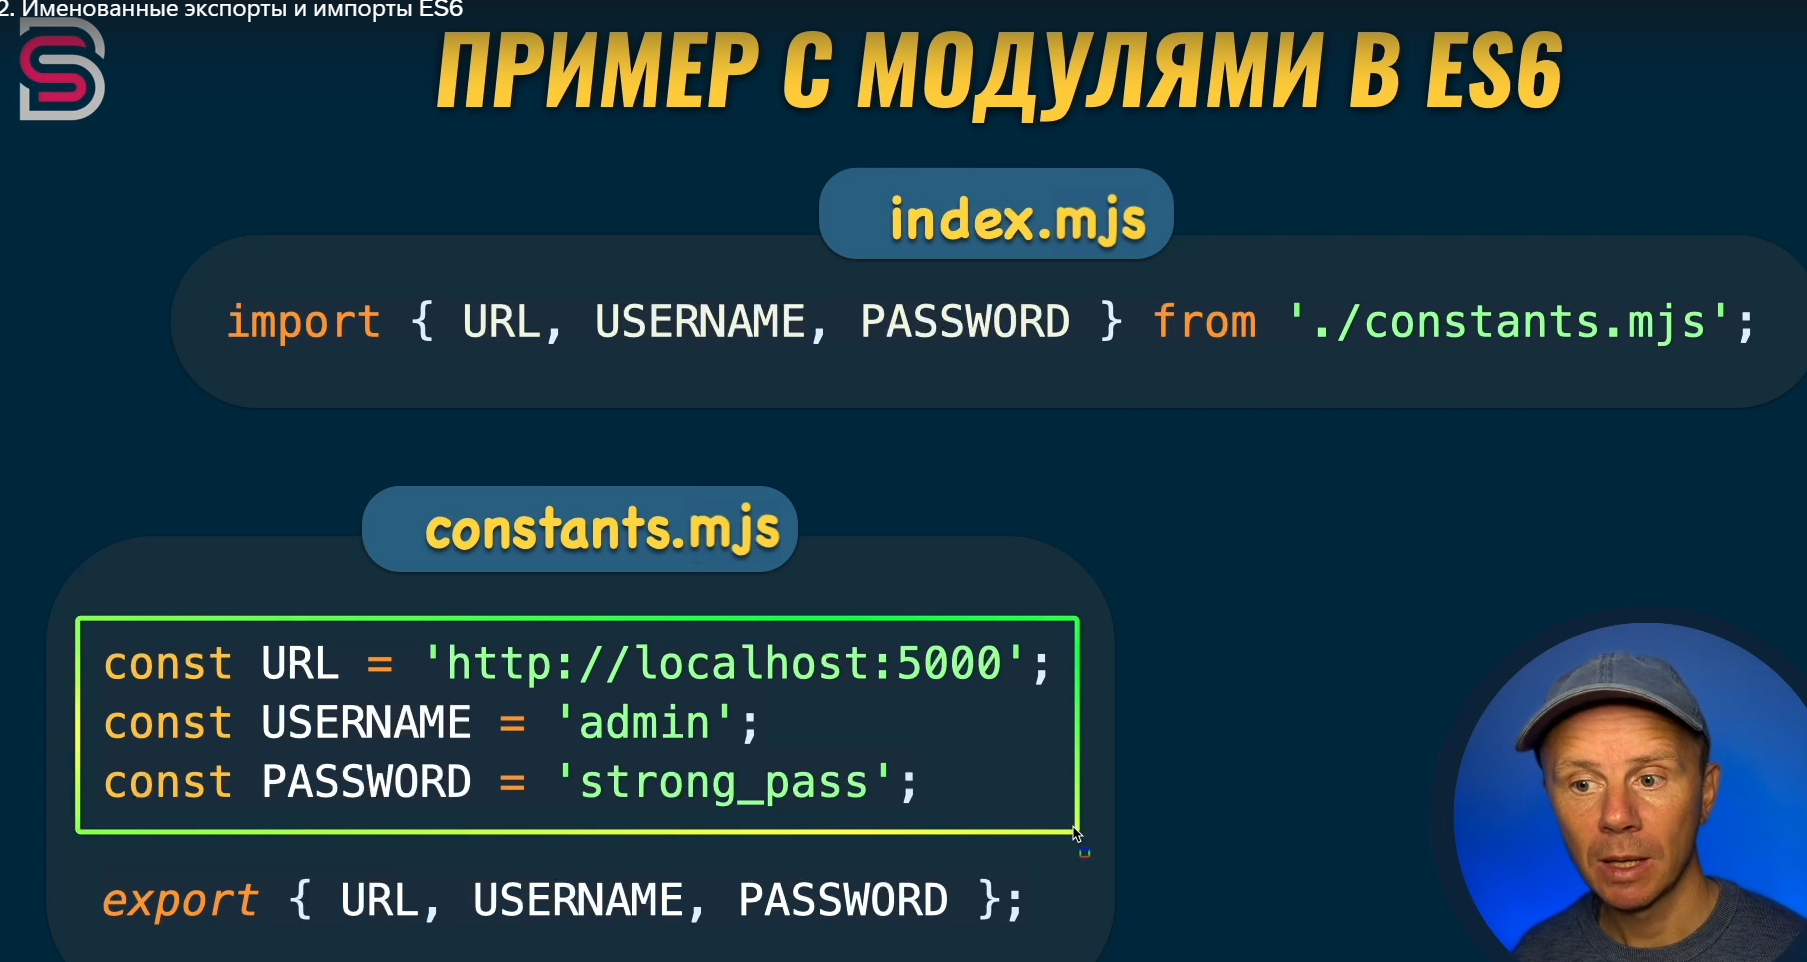 2. Именованные экспорты и импорты ES6
ПРИМЕР С МОДУЛЯМИ В ES6
index.mjs
import { URL, USERNAME, PASSWORD } from './constants.mjs';
constants.mjs
const URL = 'http://localhost:5000';
const USERNAME = 'admin';
const PASSWORD = 'strong_pass';
export { URL, USERNAME, PASSWORD };